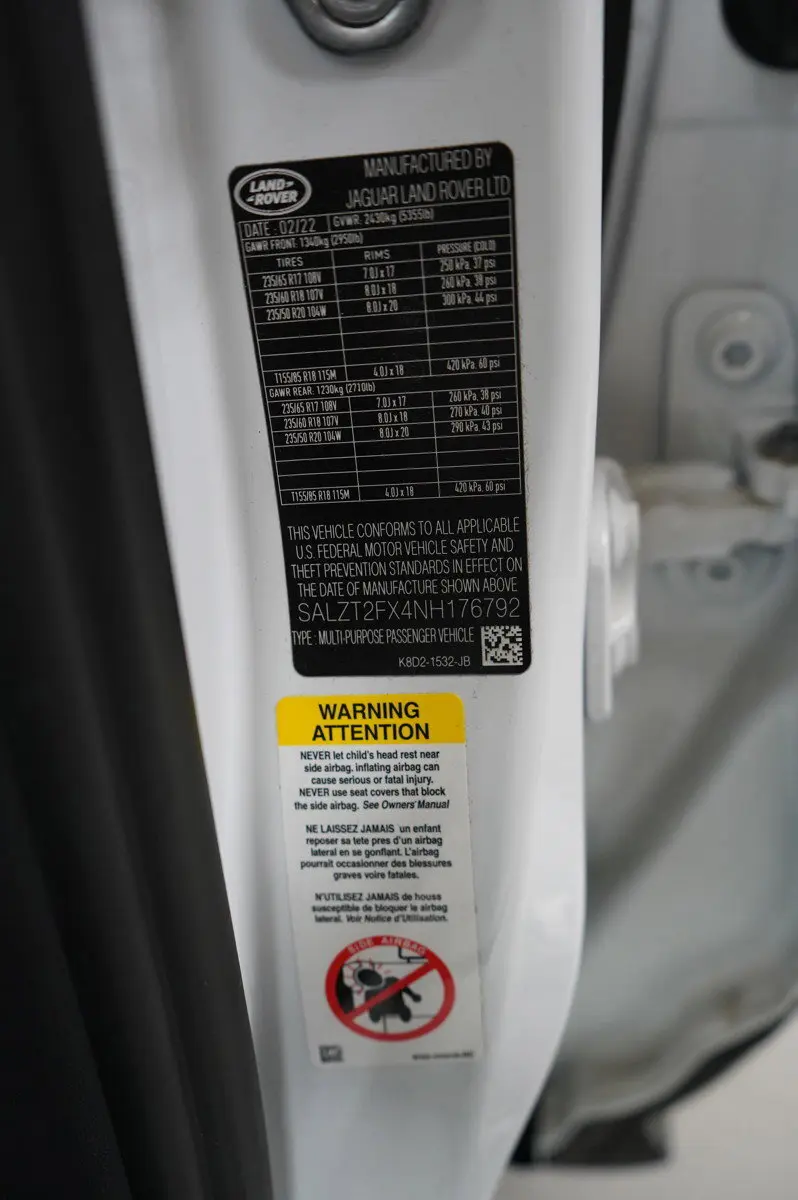 LAND ROVER
MANUFACTURED BY
JAGUAR LAND ROVER LTD
DATE : 02/22 GVWR: 2430kg (5355lb)
GAWR FRONT: 1340kg (2950lb)
TIRES RIMS PRESSURE (COLD)
235/65 R17 108V 7.0J x 17 250 kPa, 37 psi
235/60 R18 107V 8.0J x 18 260 kPa, 38 psi
235/50 R20 104W 8.0J x 20 300 kPa, 44 psi
T155/85 R18 115M 4.0J x 18 420 kPa, 60 psi
GAWR REAR: 1230kg (2710lb)
235/65 R17 108V 7.0J x 17 260 kPa, 38 psi
235/60 R18 107V 8.0J x 18 270 kPa, 40 psi
235/50 R20 104W 8.0J x 20 290 kPa, 43 psi
T155/85 R18 115M 4.0J x 18 420 kPa, 60 psi
THIS VEHICLE CONFORMS TO ALL APPLICABLE
U.S. FEDERAL MOTOR VEHICLE SAFETY AND
THEFT PREVENTION STANDARDS IN EFFECT ON
THE DATE OF MANUFACTURE SHOWN ABOVE
SALZT2FX4NH176792
TYPE : MULTI-PURPOSE PASSENGER VEHICLE
K8D2-1532-JB
WARNING
ATTENTION
NEVER let child's head rest near
side airbag. inflating airbag can
cause serious or fatal injury.
NEVER use seat covers that block
the side airbag. See Owners' Manual
NE LAISSEZ JAMAIS un enfant
reposer sa tete pres d'un airbag
lateral en se gonflant. L'airbag
pourrait occasionner des blessures
graves voire fatales.
N'UTILISEZ JAMAIS de houss
susceptible de bloquer le airbag
lateral. Voir Notice d'Utilisation.
SIDE AIRBAG